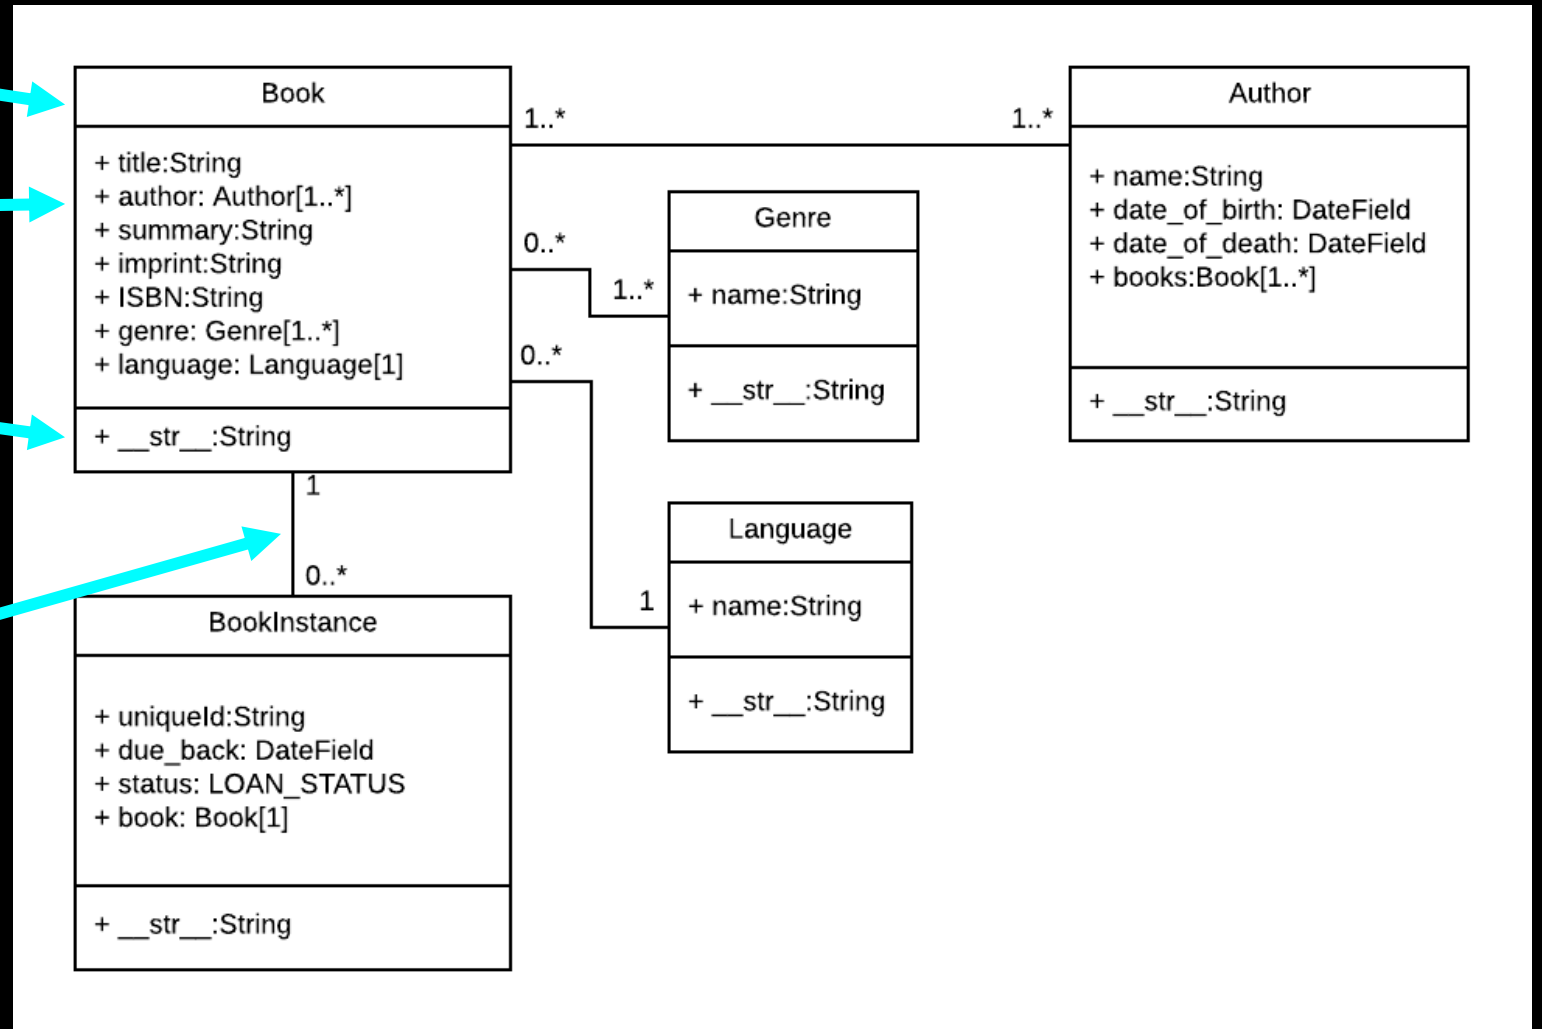 Book
+ title:String
+ author: Author[1..*]
+ summary:String
+ imprint:String
+ ISBN:String
+ genre: Genre[1..*]
+ language: Language[1]
+ __str__:String
1..*
1..*
Author
+ name:String
+ date_of_birth: DateField
+ date_of_death: DateField
+ books:Book[1..*]
+ __str__:String
0..*
1..*
Genre
+ name:String
+ __str__:String
0..*
1
Language
+ name:String
+ __str__:String
1
0..*
BookInstance
+ uniqueId:String
+ due_back: DateField
+ status: LOAN_STATUS
+ book: Book[1]
+ __str__:String